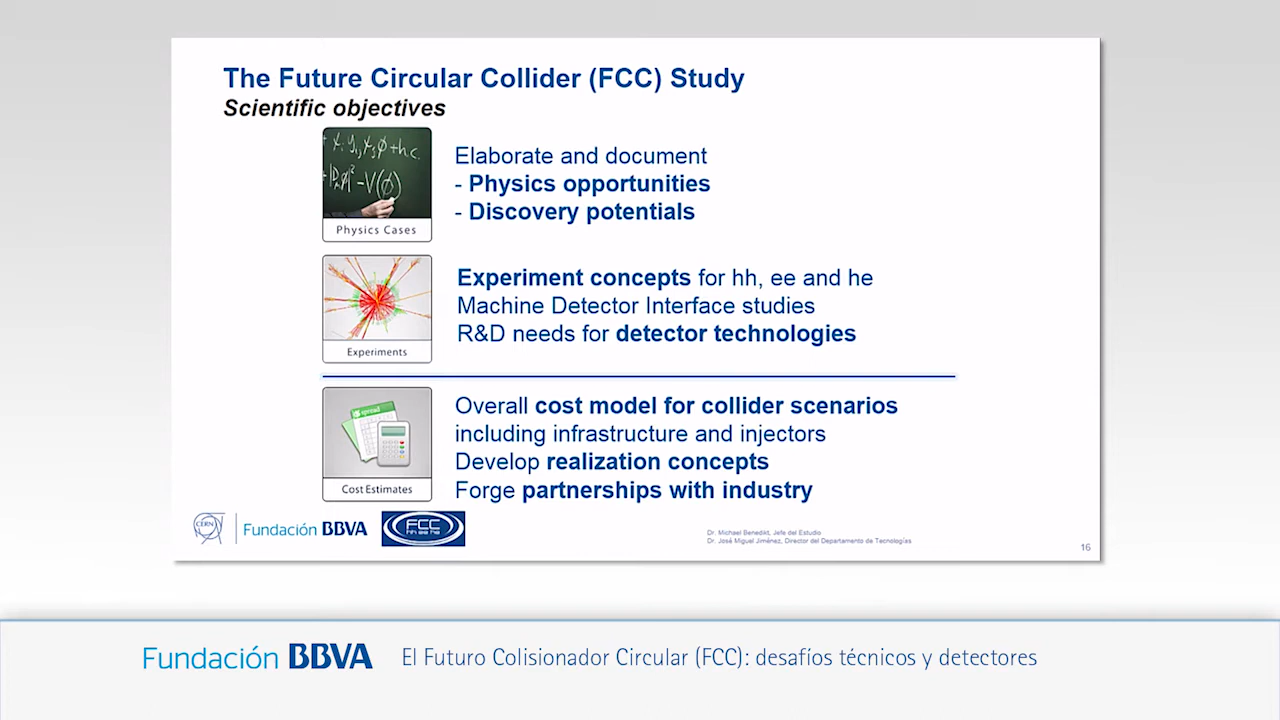 The Future Circular Collider (FCC) Study
Scientific objectives
Physics Cases
Elaborate and document
- Physics opportunities
- Discovery potentials
Experiments
Experiment concepts for hh, ee and he
Machine Detector Interface studies
R&D needs for detector technologies
Cost Estimates
Overall cost model for collider scenarios
including infrastructure and injectors
Develop realization concepts
Forge partnerships with industry
CERN
Fundación BBVA
FCC
hh ee he
Dr. Michael Benedikt, Jefe del Estudio
Dr. José Miguel Jiménez, Director del Departamento de Tecnologías
16
Fundación BBVA
El Futuro Colisionador Circular (FCC): desafíos técnicos y detectores